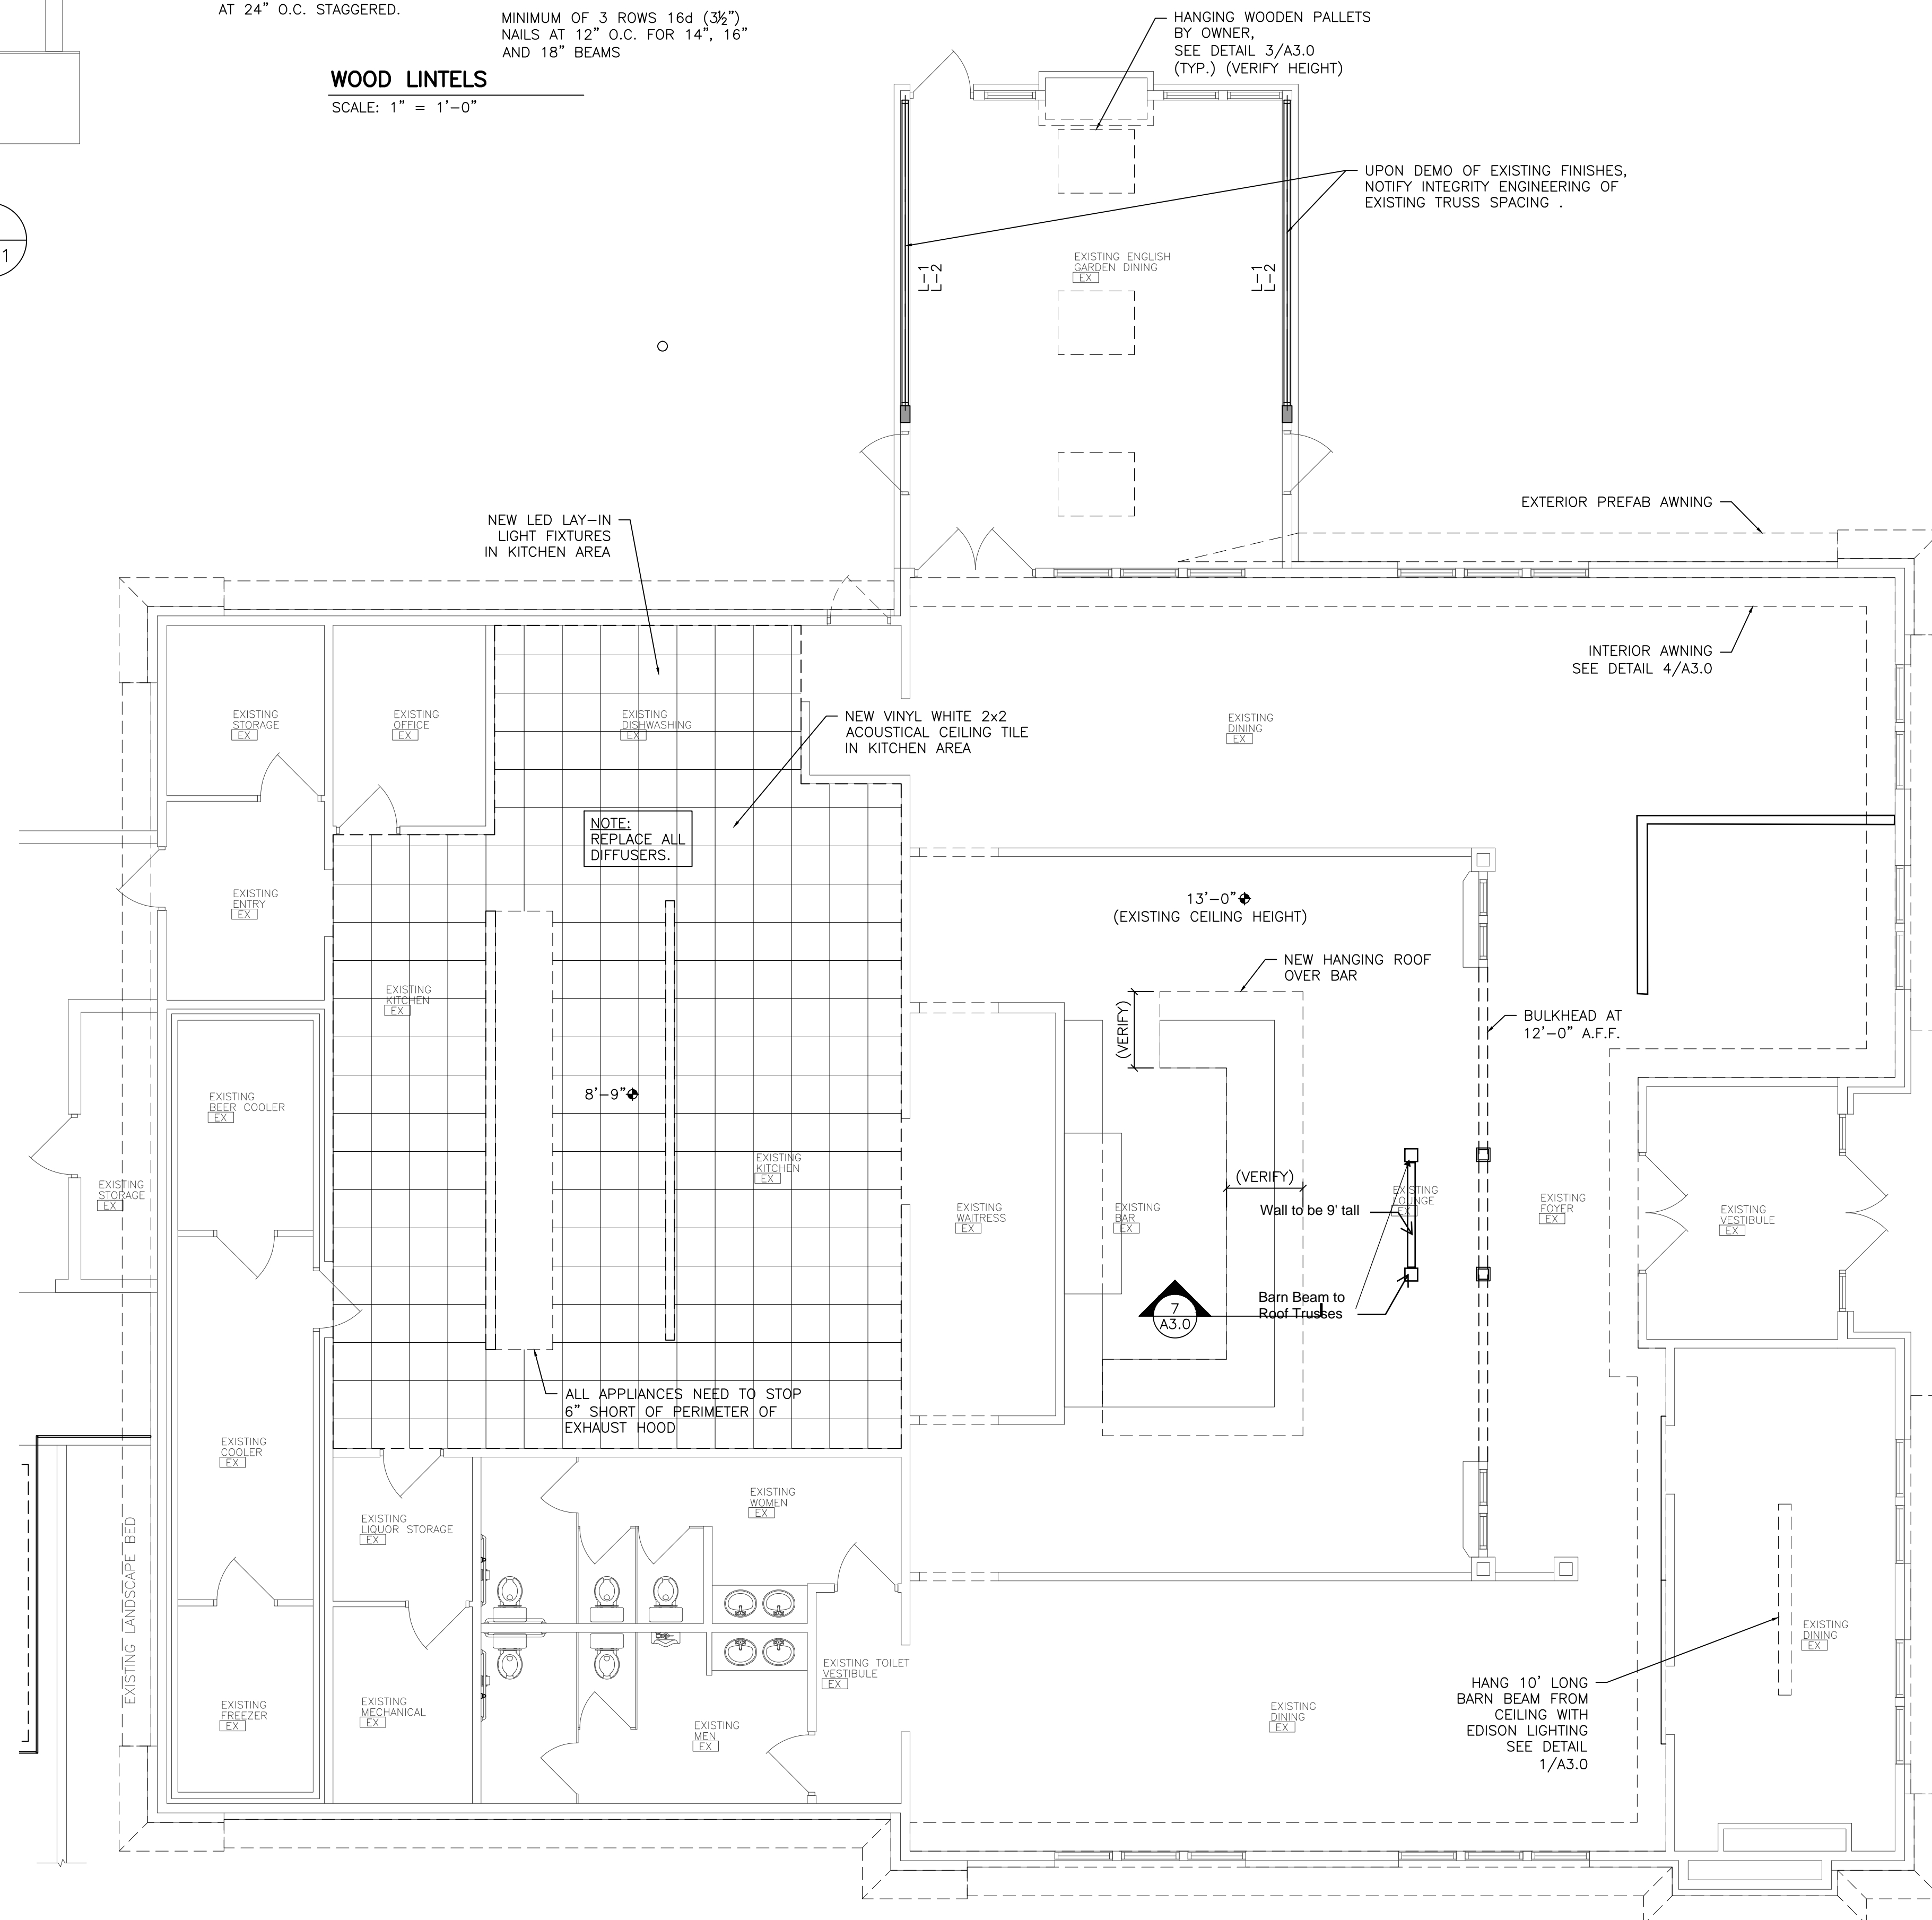 AT 24" O.C. STAGGERED.
MINIMUM OF 3 ROWS 16d (3½")
NAILS AT 12" O.C. FOR 14", 16"
AND 18" BEAMS
WOOD LINTELS
SCALE: 1" = 1'-0"
1
HANGING WOODEN PALLETS
BY OWNER,
SEE DETAIL 3/A3.0
(TYP.) (VERIFY HEIGHT)
UPON DEMO OF EXISTING FINISHES,
NOTIFY INTEGRITY ENGINEERING OF
EXISTING TRUSS SPACING .
EXISTING ENGLISH
GARDEN DINING
EX
L-1
L-2
L-1
L-2
EXTERIOR PREFAB AWNING
NEW LED LAY-IN
LIGHT FIXTURES
IN KITCHEN AREA
INTERIOR AWNING
SEE DETAIL 4/A3.0
EXISTING
STORAGE
EX
EXISTING
OFFICE
EX
EXISTING
DISHWASHING
EX
NEW VINYL WHITE 2x2
ACOUSTICAL CEILING TILE
IN KITCHEN AREA
EXISTING
DINING
EX
NOTE:
REPLACE ALL
DIFFUSERS.
EXISTING
ENTRY
EX
13'-0"
(EXISTING CEILING HEIGHT)
NEW HANGING ROOF
OVER BAR
EXISTING
KITCHEN
EX
(VERIFY)
BULKHEAD AT
12'-0" A.F.F.
EXISTING
BEER COOLER
EX
8'-9"
EXISTING
KITCHEN
EX
EXISTING
STORAGE
EX
(VERIFY)
EXISTING
WAITRESS
EX
EXISTING
BAR
EX
Wall to be 9' tall
EXISTING
LOUNGE
EX
EXISTING
FOYER
EX
EXISTING
VESTIBULE
EX
Barn Beam to
Roof Trusses
7
A3.0
ALL APPLIANCES NEED TO STOP
6" SHORT OF PERIMETER OF
EXHAUST HOOD
EXISTING
COOLER
EX
EXISTING
LIQUOR STORAGE
EX
EXISTING
WOMEN
EX
EXISTING LANDSCAPE BED
EXISTING TOILET
VESTIBULE
EX
EXISTING
DINING
EX
HANG 10' LONG
BARN BEAM FROM
CEILING WITH
EDISON LIGHTING
SEE DETAIL
1/A3.0
EXISTING
FREEZER
EX
EXISTING
MECHANICAL
EX
EXISTING
MEN
EX
EXISTING
DINING
EX